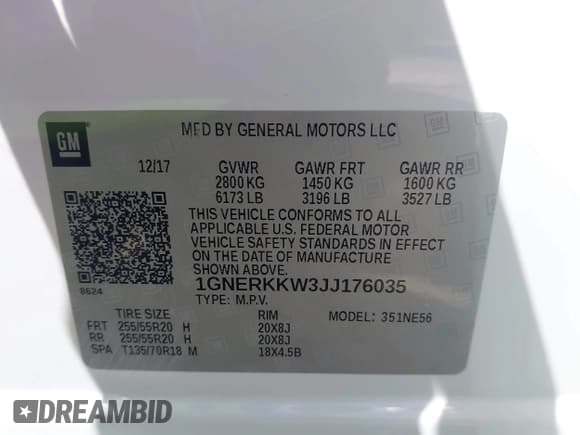 GM
MFD BY GENERAL MOTORS LLC
12/17 GVWR GAWR FRT GAWR RR
2800 KG 1450 KG 1600 KG
6173 LB 3196 LB 3527 LB
THIS VEHICLE CONFORMS TO ALL
APPLICABLE U.S. FEDERAL MOTOR
VEHICLE SAFETY STANDARDS IN EFFECT
ON THE DATE OF MANUFACTURE
SHOWN ABOVE.
8624
1GNERKKW3JJ176035
TYPE: M.P.V.
TIRE SIZE RIM MODEL: 351NE56
FRT 255/55R20 H 20X8J
RR 255/55R20 H 20X8J
SPA T135/70R18 M 18X4.5B
DREAMBID